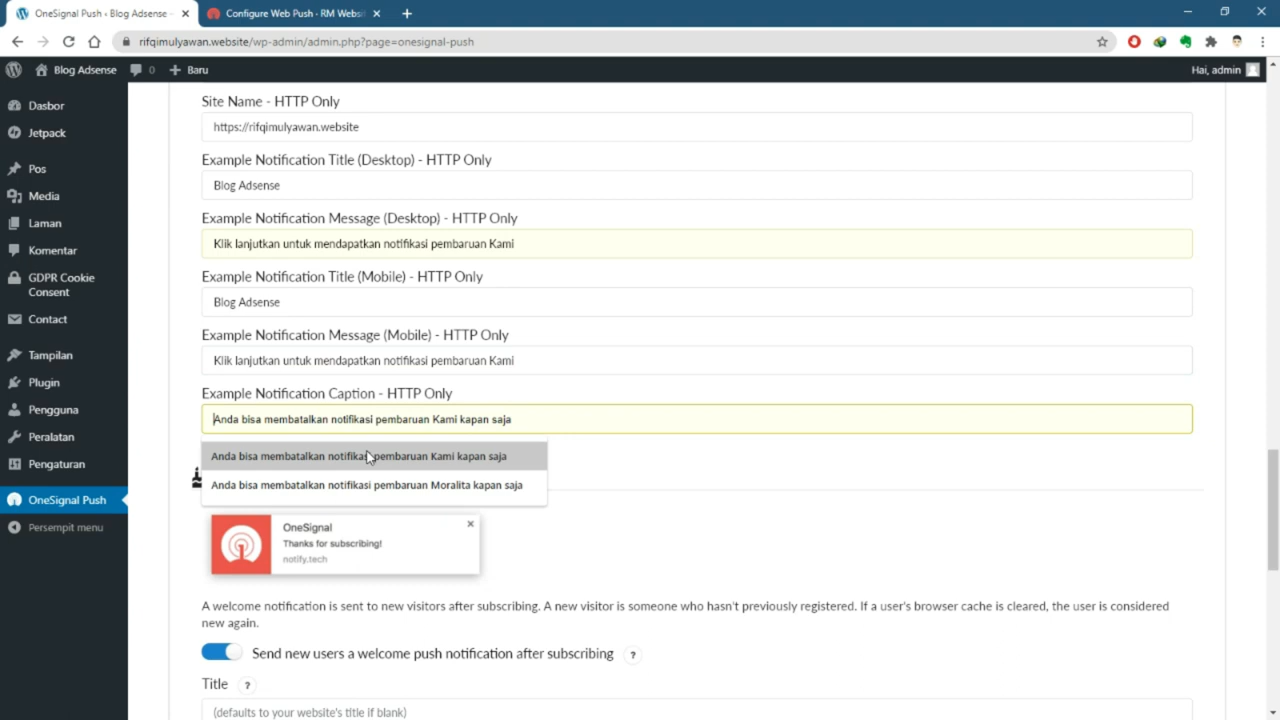 OneSignal Push ‹ Blog Adsense –
Configure Web Push · RM Websi
rifqimulyawan.website/wp-admin/admin.php?page=onesignal-push
Blog Adsense
0
Baru
Hai, admin
Dasbor
Jetpack
Pos
Media
Laman
Komentar
GDPR Cookie
Consent
Contact
Tampilan
Plugin
Pengguna
Peralatan
Pengaturan
OneSignal Push
Persempit menu
Site Name - HTTP Only
https://rifqimulyawan.website
Example Notification Title (Desktop) - HTTP Only
Blog Adsense
Example Notification Message (Desktop) - HTTP Only
Klik lanjutkan untuk mendapatkan notifikasi pembaruan Kami
Example Notification Title (Mobile) - HTTP Only
Blog Adsense
Example Notification Message (Mobile) - HTTP Only
Klik lanjutkan untuk mendapatkan notifikasi pembaruan Kami
Example Notification Caption - HTTP Only
Anda bisa membatalkan notifikasi pembaruan Kami kapan saja
Anda bisa membatalkan notifikasi pembaruan Kami kapan saja
Anda bisa membatalkan notifikasi pembaruan Moralita kapan saja
OneSignal
Thanks for subscribing!
notify.tech
A welcome notification is sent to new visitors after subscribing. A new visitor is someone who hasn't previously registered. If a user's browser cache is cleared, the user is considered
new again.
Send new users a welcome push notification after subscribing ?
Title ?
(defaults to your website's title if blank)